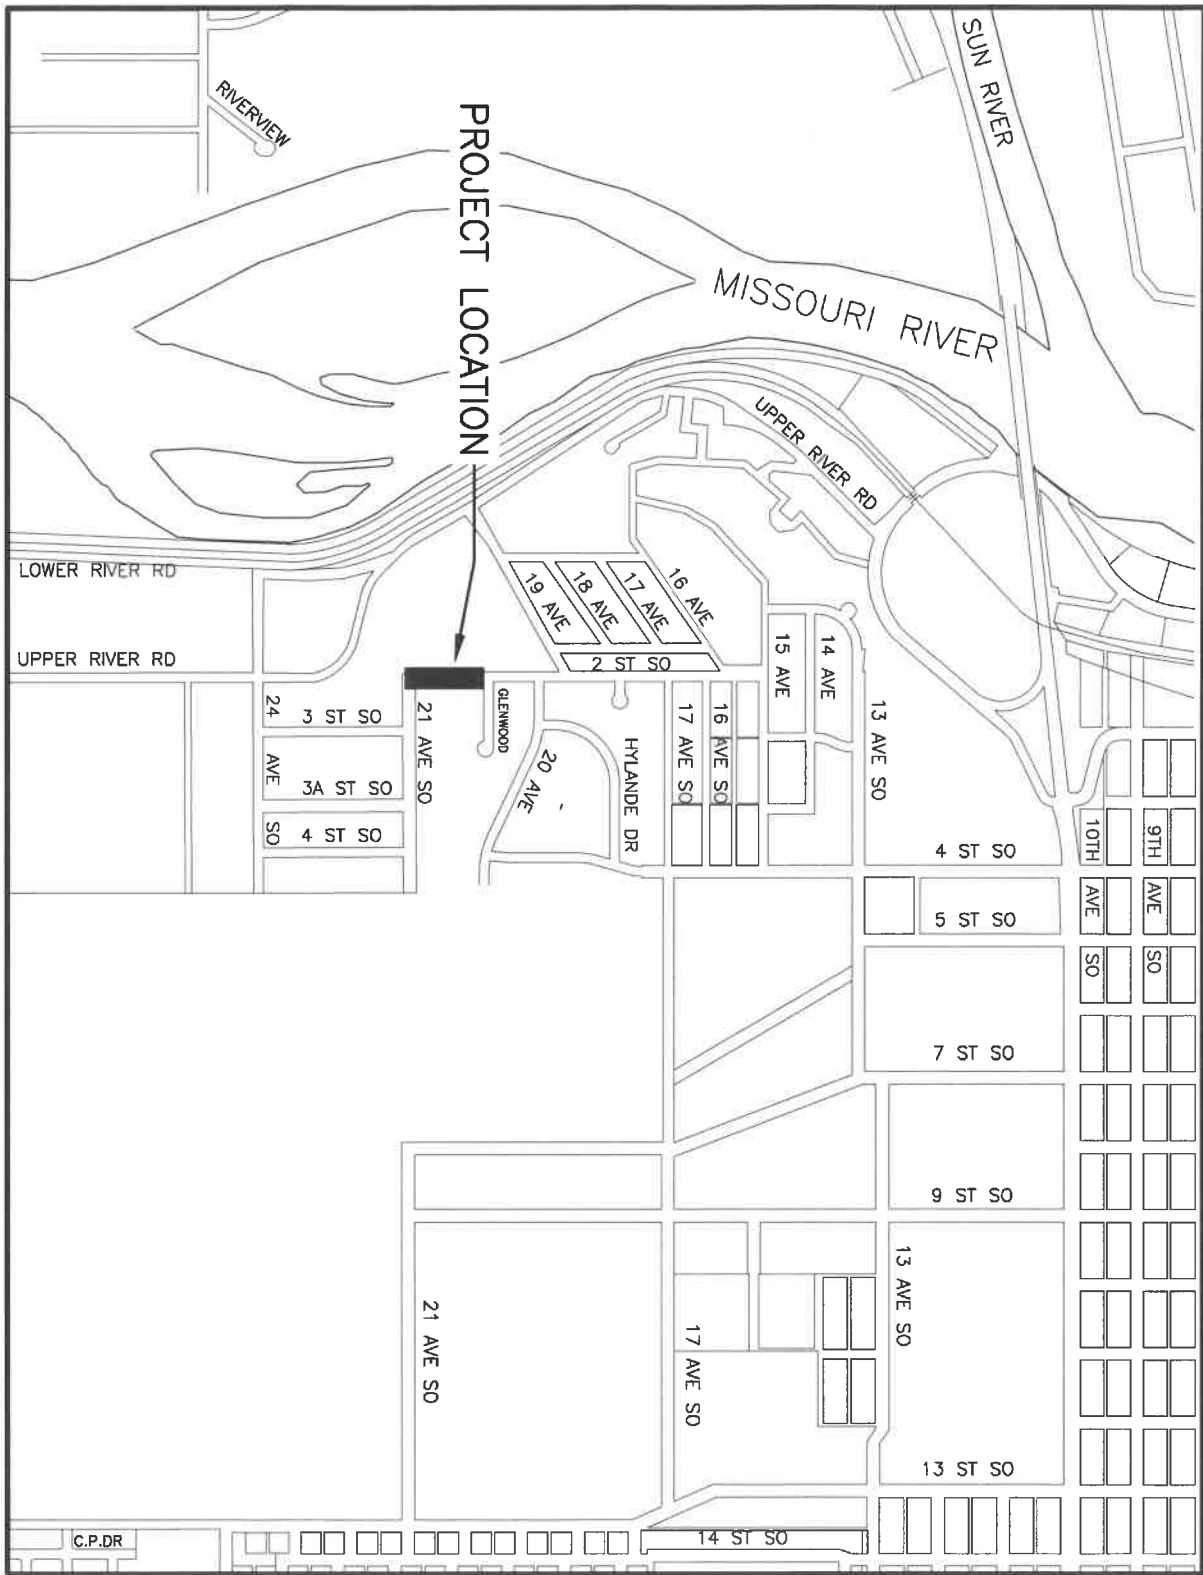 SUN RIVER
RIVERVIEW
PROJECT LOCATION
MISSOURI RIVER
UPPER RIVER RD
LOWER RIVER RD
UPPER RIVER RD
19 AVE
18 AVE
17 AVE
16 AVE
2 ST SO
15 AVE
14 AVE
13 AVE SO
24 AVE SO
3 ST SO
3A ST SO
4 ST SO
21 AVE SO
GLENWOOD
20 AVE
HYLANDE DR
17 AVE SO
16 AVE SO
4 ST SO
10TH AVE SO
9TH AVE SO
5 ST SO
7 ST SO
9 ST SO
13 AVE SO
21 AVE SO
17 AVE SO
13 ST SO
14 ST SO
C.P.DR